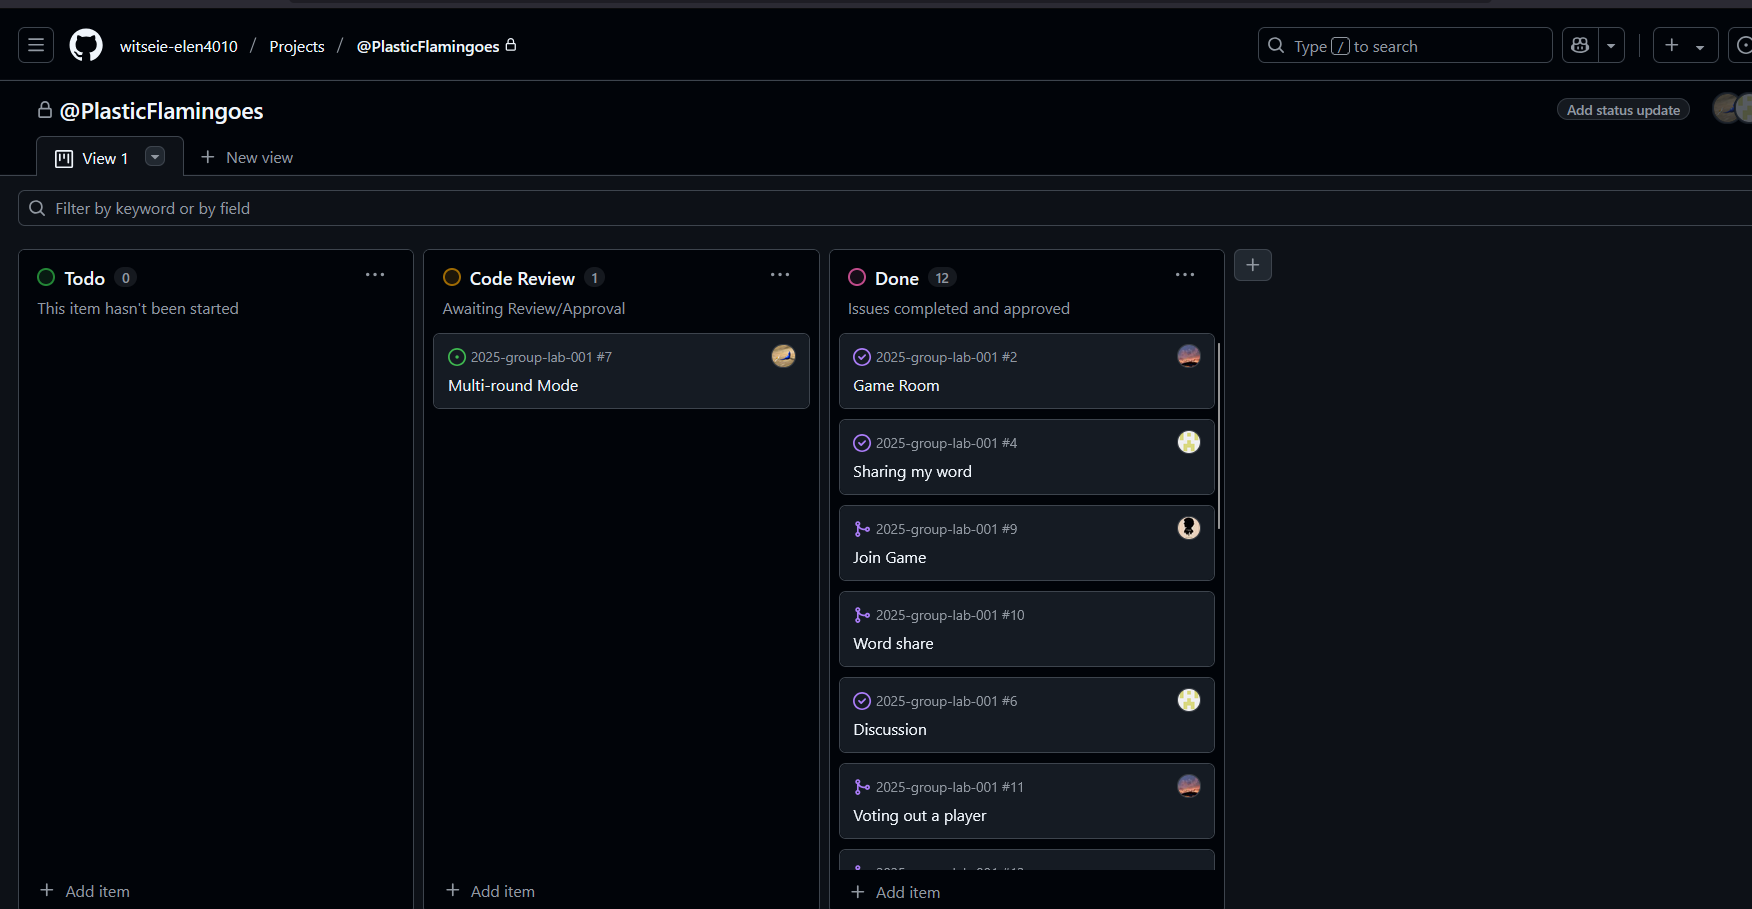 witseie-elen4010 / Projects / @PlasticFlamingoes
Type / to search
@PlasticFlamingoes
Add status update
View 1
New view
Filter by keyword or by field
Todo 0
This item hasn't been started
Add item
Code Review 1
Awaiting Review/Approval
2025-group-lab-001 #7
Multi-round Mode
Add item
Done 12
Issues completed and approved
2025-group-lab-001 #2
Game Room
2025-group-lab-001 #4
Sharing my word
2025-group-lab-001 #9
Join Game
2025-group-lab-001 #10
Word share
2025-group-lab-001 #6
Discussion
2025-group-lab-001 #11
Voting out a player
Add item